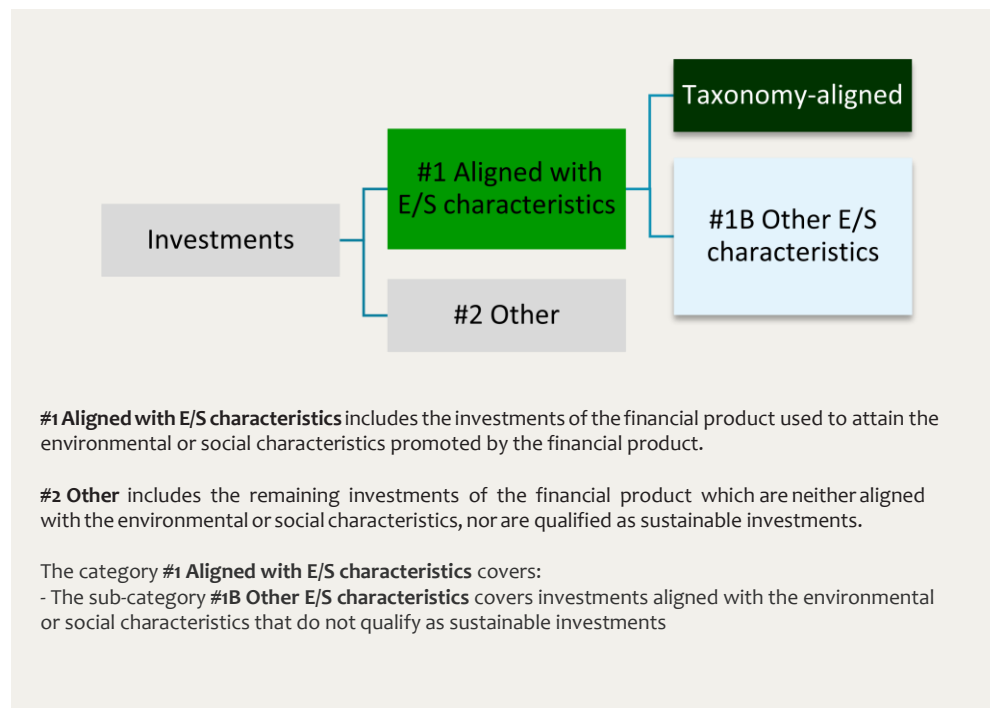 Taxonomy-aligned
#1 Aligned with
E/S characteristics
Investments
#1B Other E/S
characteristics
#2 Other
#1 Aligned with E/S characteristics includes the investments of the financial product used to attain the
environmental or social characteristics promoted by the financial product.
#2 Other includes the remaining investments of the financial product which are neither aligned
with the environmental or social characteristics, nor are qualified as sustainable investments.
The category #1 Aligned with E/S characteristics covers:
- The sub-category #1B Other E/S characteristics covers investments aligned with the environmental
or social characteristics that do not qualify as sustainable investments